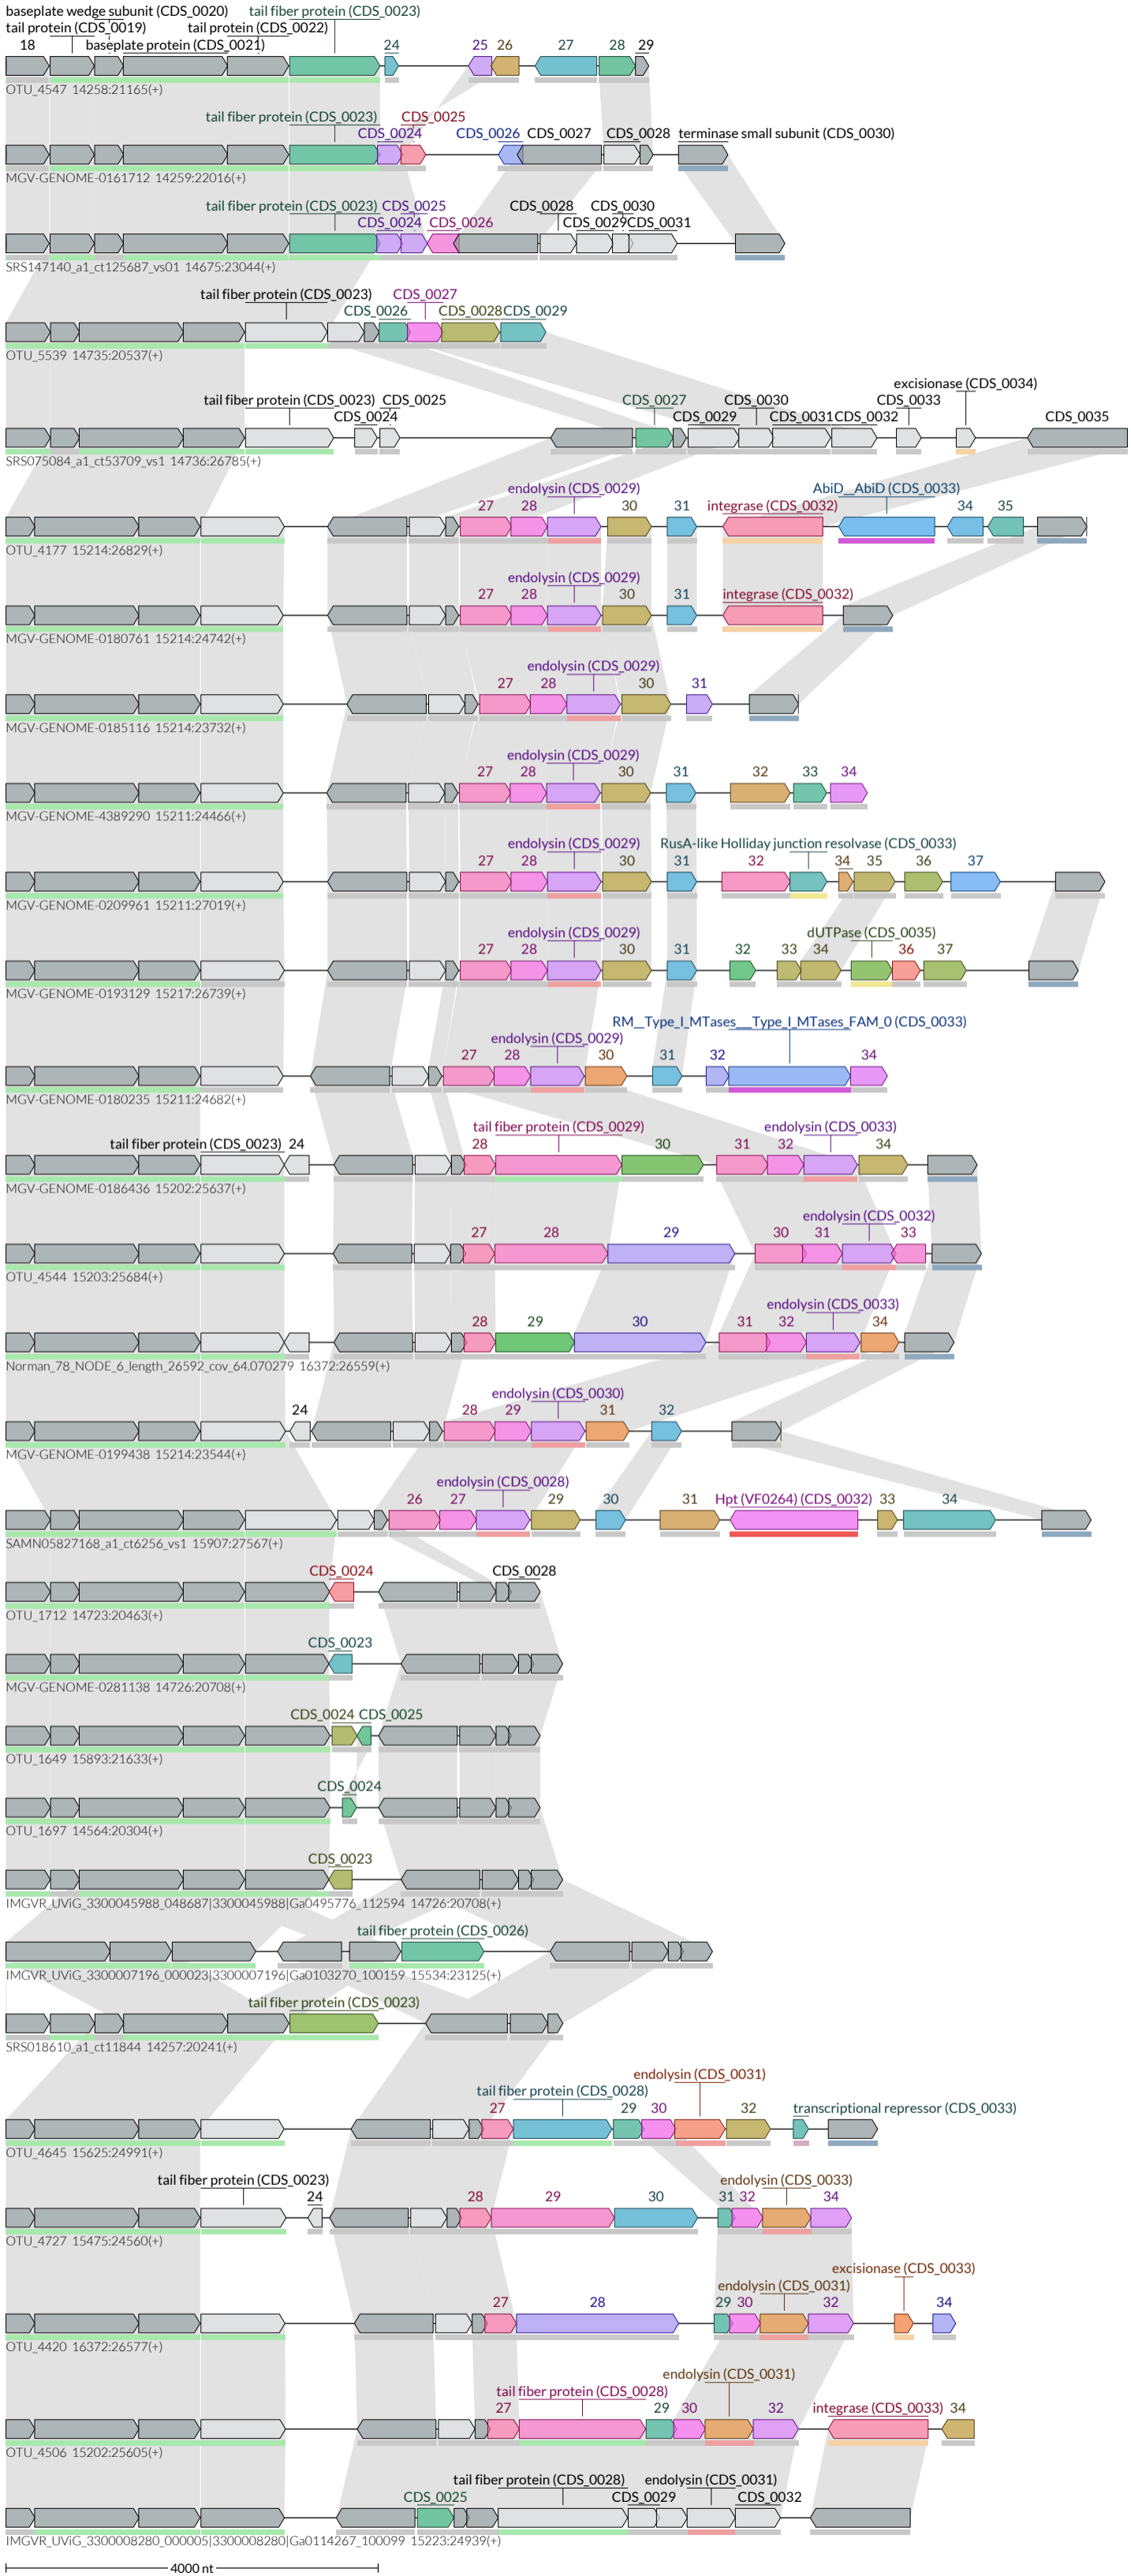 baseplate wedge subunit (CDS_0020) tail fiber protein (CDS_0023)
tail protein (CDS_0019) tail protein (CDS_0022)
18 baseplate protein (CDS_0021) 24 25 26 27 28 29
OTU_4547 14258:21165(+)
tail fiber protein (CDS_0023) CDS_0025
CDS_0024 CDS_0026 CDS_0027 CDS_0028 terminase small subunit (CDS_0030)
MGV-GENOME-0161712 14259:22016(+)
tail fiber protein (CDS_0023) CDS_0025 CDS_0028 CDS_0030
CDS_0024 CDS_0026 CDS_0029 CDS_0031
SRS147140_a1_ct125687_vs01 14675:23044(+)
tail fiber protein (CDS_0023) CDS_0027
CDS_0026 CDS_0028 CDS_0029
OTU_5539 14735:20537(+)
excisionase (CDS_0034)
tail fiber protein (CDS_0023) CDS_0025 CDS_0027 CDS_0030 CDS_0033
CDS_0024 CDS_0029 CDS_0031 CDS_0032 CDS_0035
SRS075084_a1_ct53709_vs1 14736:26785(+)
endolysin (CDS_0029) AbiD__AbiD (CDS_0033)
27 28 30 31 integrase (CDS_0032) 34 35
OTU_4177 15214:26829(+)
endolysin (CDS_0029)
27 28 30 31 integrase (CDS_0032)
MGV-GENOME-0180761 15214:24742(+)
endolysin (CDS_0029)
27 28 30 31
MGV-GENOME-0185116 15214:23732(+)
endolysin (CDS_0029)
27 28 30 31 32 33 34
MGV-GENOME-4389290 15211:24466(+)
endolysin (CDS_0029) RusA-like Holliday junction resolvase (CDS_0033)
27 28 30 31 32 34 35 36 37
MGV-GENOME-0209961 15211:27019(+)
endolysin (CDS_0029) dUTPase (CDS_0035)
27 28 30 31 32 33 34 36 37
MGV-GENOME-0193129 15217:26739(+)
RM__Type_I_MTases___Type_I_MTases_FAM_0 (CDS_0033)
endolysin (CDS_0029)
27 28 30 31 32 34
MGV-GENOME-0180235 15211:24682(+)
tail fiber protein (CDS_0029) endolysin (CDS_0033)
tail fiber protein (CDS_0023) 24 28 30 31 32 34
MGV-GENOME-0186436 15202:25637(+)
endolysin (CDS_0032)
27 28 29 30 31 33
OTU_4544 15203:25684(+)
endolysin (CDS_0033)
28 29 30 31 32 34
Norman_78_NODE_6_length_26592_cov_64.070279 16372:26559(+)
endolysin (CDS_0030)
24 28 29 31 32
MGV-GENOME-0199438 15214:23544(+)
endolysin (CDS_0028)
26 27 29 30 31 Hpt (VF0264) (CDS_0032) 33 34
SAMN05827168_a1_ct6256_vs1 15907:27567(+)
CDS_0024 CDS_0028
OTU_1712 14723:20463(+)
CDS_0023
MGV-GENOME-0281138 14726:20708(+)
CDS_0024 CDS_0025
OTU_1649 15893:21633(+)
CDS_0024
OTU_1697 14564:20304(+)
CDS_0023
IMGVR_UViG_3300045988_048687|3300045988|Ga0495776_112594 14726:20708(+)
tail fiber protein (CDS_0026)
IMGVR_UViG_3300007196_000023|3300007196|Ga0103270_100159 15534:23125(+)
tail fiber protein (CDS_0023)
SRS018610_a1_ct11844 14257:20241(+)
endolysin (CDS_0031)
tail fiber protein (CDS_0028)
27 29 30 32 transcriptional repressor (CDS_0033)
OTU_4645 15625:24991(+)
tail fiber protein (CDS_0023) endolysin (CDS_0033)
24 28 29 30 31 32 34
OTU_4727 15475:24560(+)
excisionase (CDS_0033)
endolysin (CDS_0031)
27 28 29 30 32 34
OTU_4420 16372:26577(+)
endolysin (CDS_0031)
tail fiber protein (CDS_0028)
27 29 30 32 integrase (CDS_0033) 34
OTU_4506 15202:25605(+)
tail fiber protein (CDS_0028) endolysin (CDS_0031)
CDS_0025 CDS_0029 CDS_0032
IMGVR_UViG_3300008280_000005|3300008280|Ga0114267_100099 15223:24939(+)
4000 nt